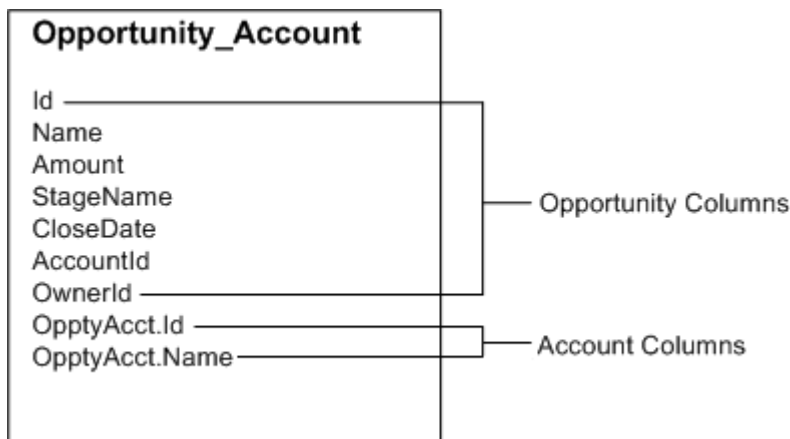 Opportunity_Account
Id
Name
Amount
StageName
CloseDate
AccountId
OwnerId
OpptyAcct.Id
OpptyAcct.Name
Opportunity Columns
Account Columns